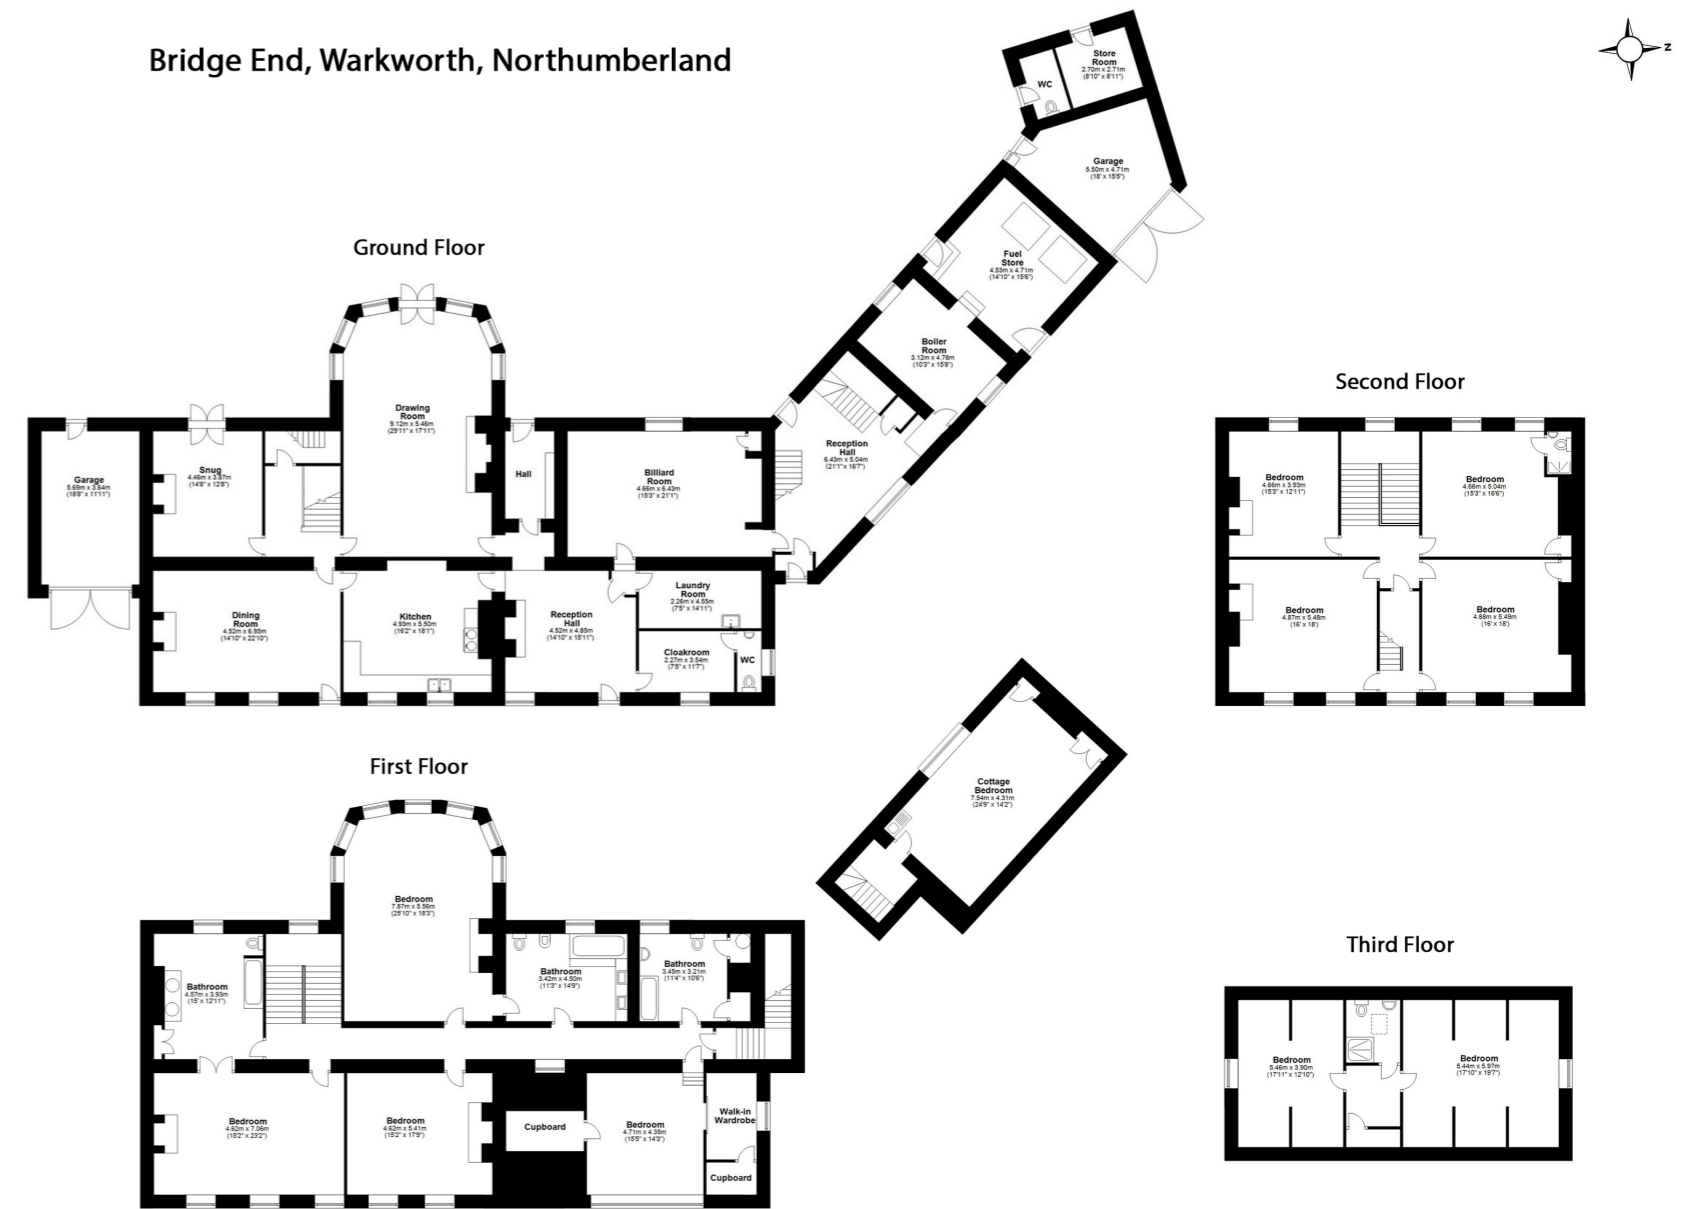 Bridge End, Warkworth, Northumberland
Z
Store
Room
2.70m x 2.71m
(8'10" x 8'11")
WC
Garage
5.50m x 4.71m
(18' x 15'5")
Ground Floor
Fuel
Store
4.53m x 4.71m
(14'10" x 15'6")
Boiler
Room
3.12m x 4.78m
(10'3" x 15'8")
Drawing
Room
9.12m x 5.46m
(29'11" x 17'11")
Reception
Hall
6.43m x 5.04m
(21'1" x 16'7")
Garage
5.69m x 3.64m
(18'8" x 11'11")
Snug
4.46m x 3.87m
(14'8" x 12'8")
Hall
Billiard
Room
4.66m x 6.43m
(15'3" x 21'1")
Dining
Room
4.52m x 6.95m
(14'10" x 22'10")
Kitchen
4.93m x 5.50m
(16'2" x 18'1")
Reception
Hall
4.52m x 4.85m
(14'10" x 15'11")
Laundry
Room
2.26m x 4.55m
(7'5" x 14'11")
Cloakroom
2.27m x 3.54m
(7'5" x 11'7")
WC
Second Floor
Bedroom
4.66m x 3.93m
(15'3" x 12'11")
Bedroom
4.66m x 5.04m
(15'3" x 16'6")
Bedroom
4.87m x 5.48m
(16' x 18')
Bedroom
4.88m x 5.49m
(16' x 18')
First Floor
Cottage
Bedroom
7.54m x 4.31m
(24'9" x 14'2")
Bedroom
7.87m x 5.56m
(25'10" x 18'3")
Bathroom
4.57m x 3.93m
(15' x 12'11")
Bathroom
3.42m x 4.50m
(11'3" x 14'9")
Bathroom
3.45m x 3.21m
(11'4" x 10'6")
Bedroom
4.62m x 7.06m
(15'2" x 23'2")
Bedroom
4.62m x 5.41m
(15'2" x 17'9")
Cupboard
Bedroom
4.71m x 4.35m
(15'5" x 14'3")
Walk-in
Wardrobe
Cupboard
Third Floor
Bedroom
5.46m x 3.90m
(17'11" x 12'10")
Bedroom
5.44m x 5.97m
(17'10" x 19'7")